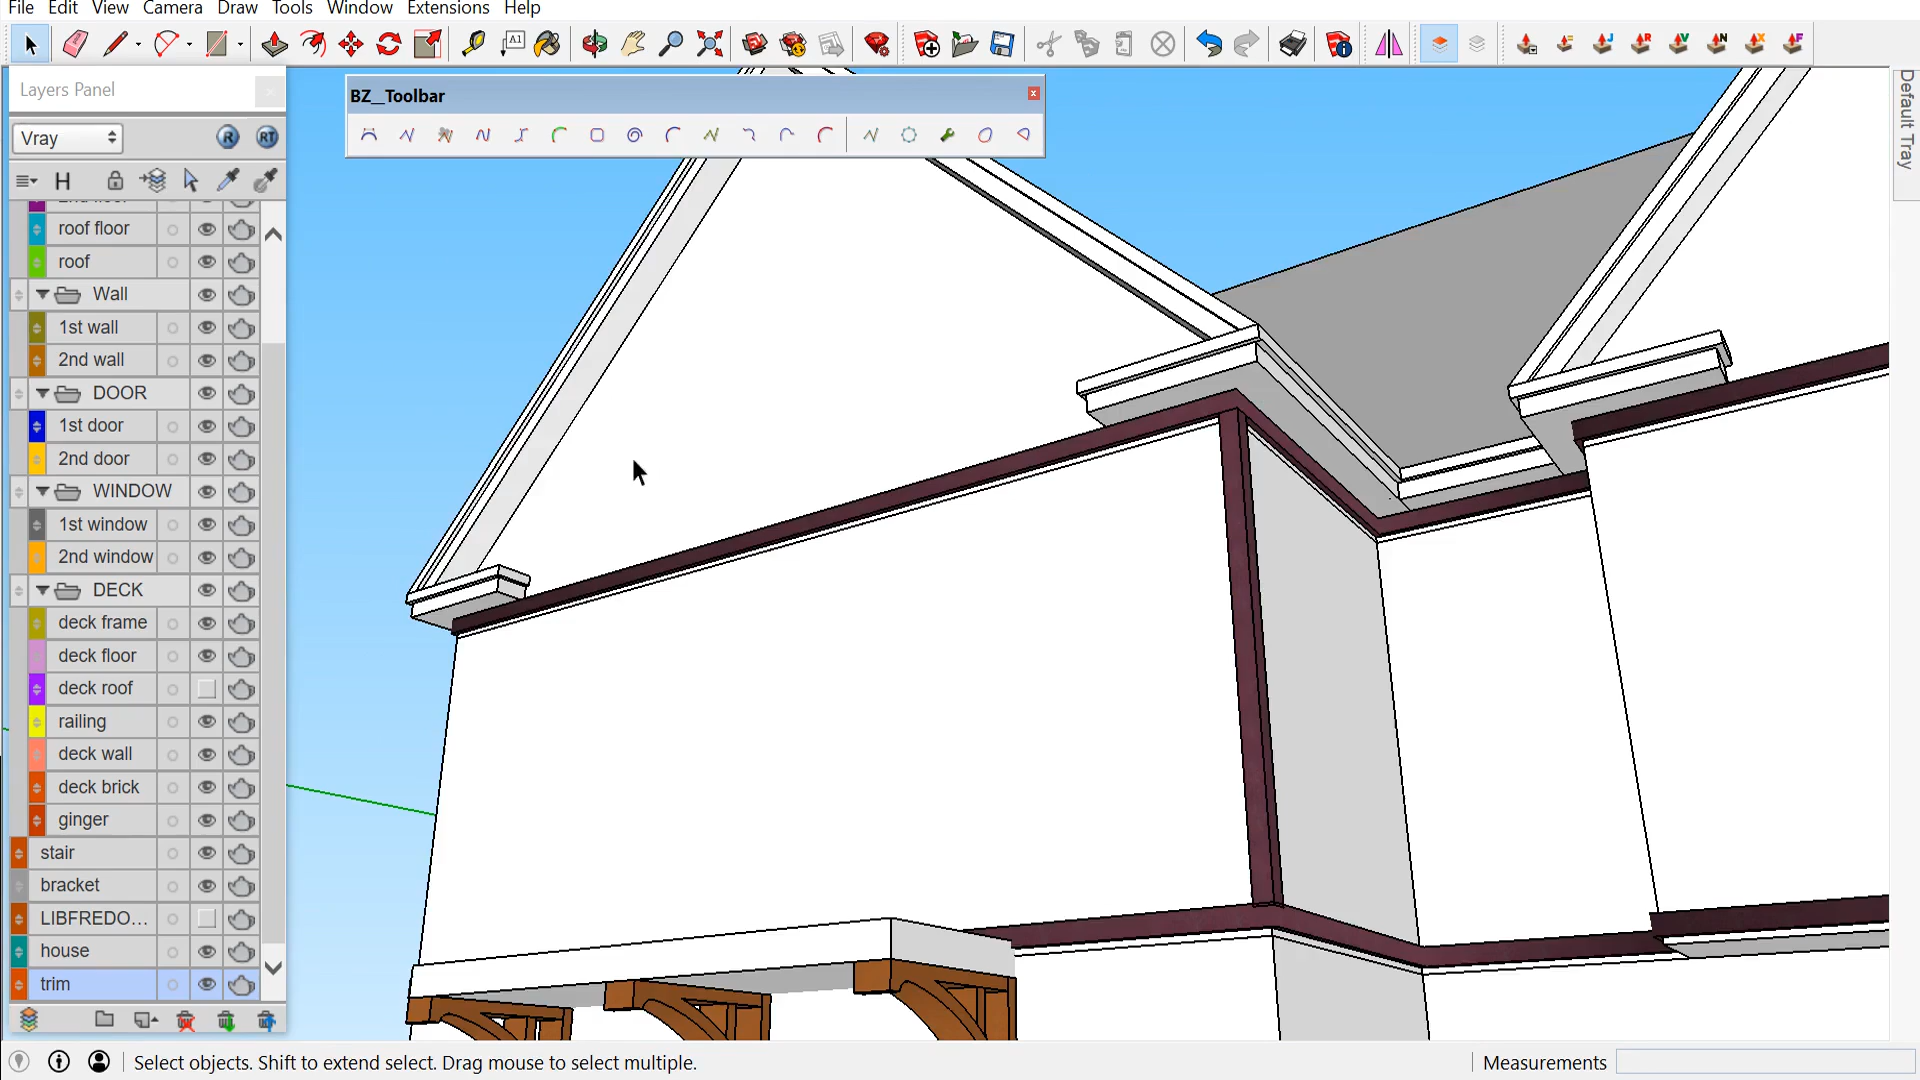 File Edit View Camera Draw Tools Window Extensions Help
Layers Panel
BZ__Toolbar
Default Tray
Vray
R RT
H
A1
roof floor
roof
Wall
1st wall
2nd wall
DOOR
1st door
2nd door
WINDOW
1st window
2nd window
DECK
deck frame
deck floor
deck roof
railing
deck wall
deck brick
ginger
stair
bracket
LIBFREDO...
house
trim
Select objects. Shift to extend select. Drag mouse to select multiple.
Measurements